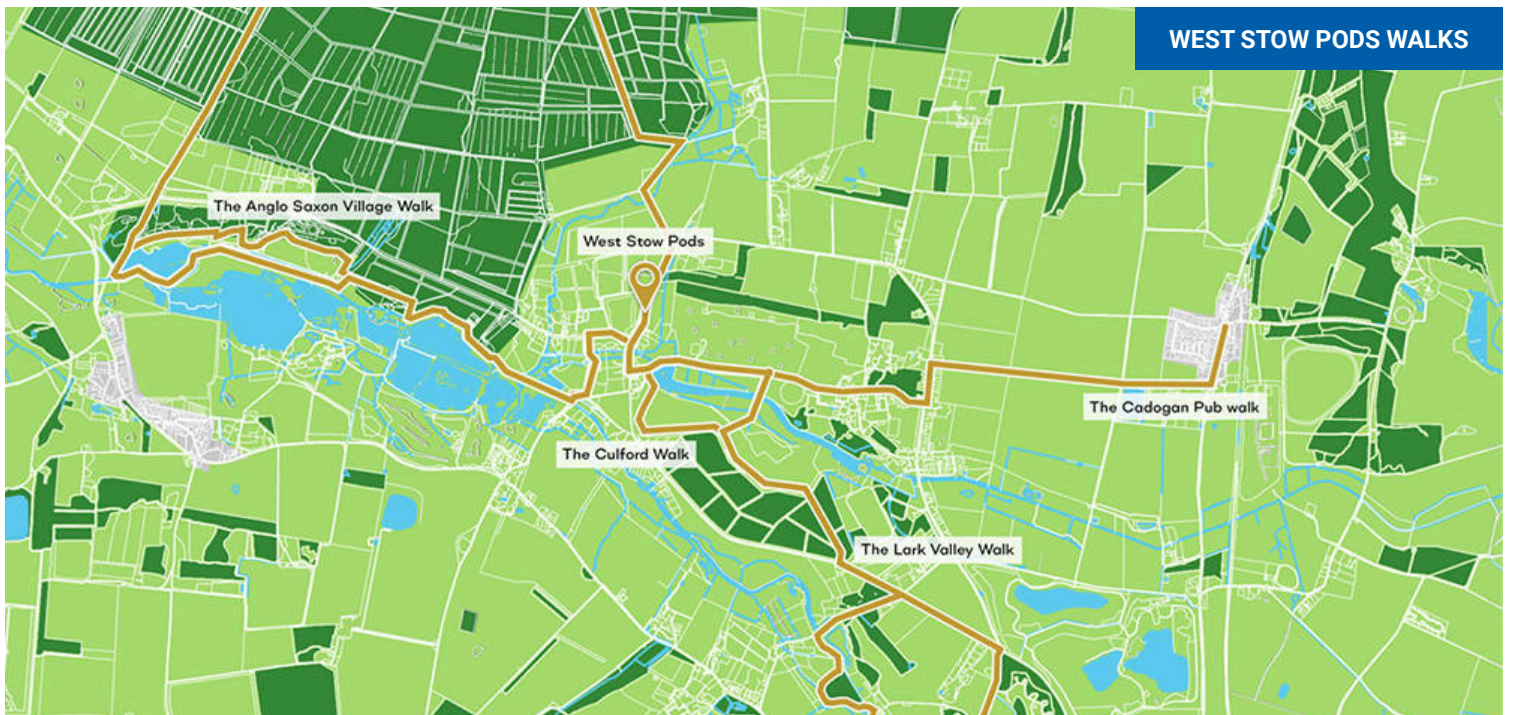 WEST STOW PODS WALKS
The Anglo Saxon Village Walk
West Stow Pods
The Cadogan Pub walk
The Culford Walk
The Lark Valley Walk